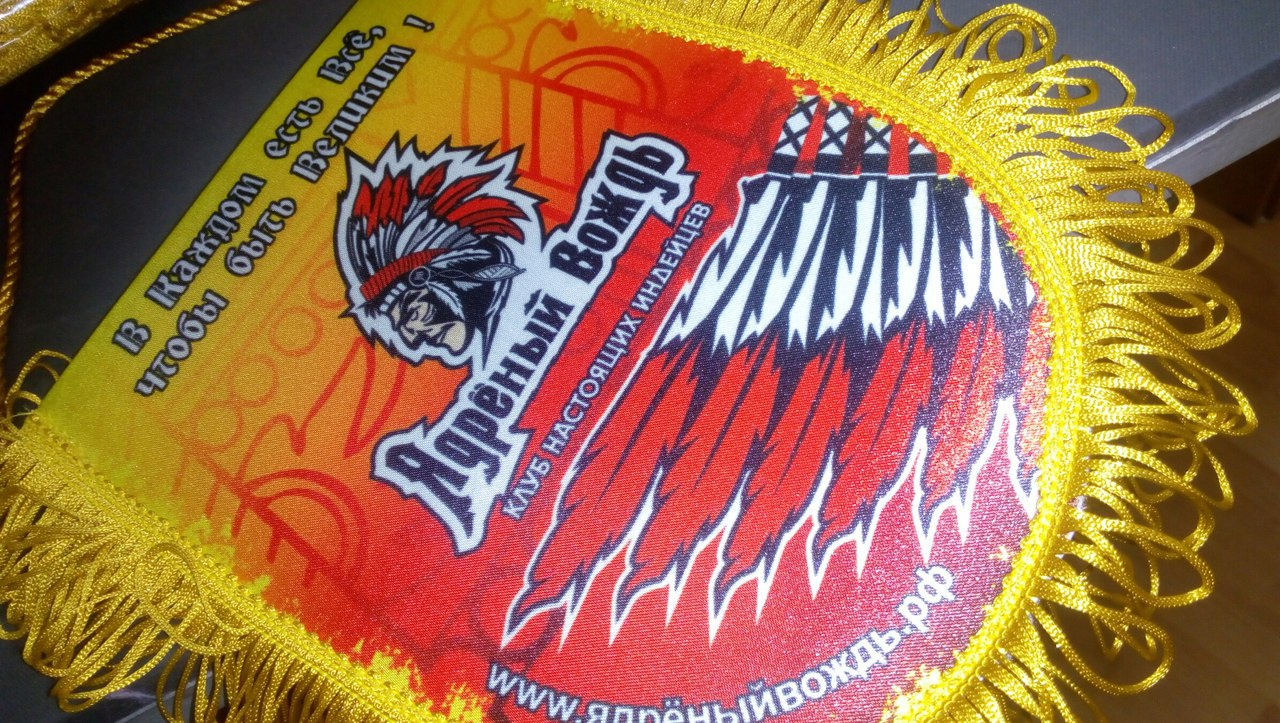 В Каждом есть Всё,
чтобы быть Великим !
Ядрёный Вождь
КЛУБ НАСТОЯЩИХ ИНДЕЙЦЕВ
www.ядрёныйвождь.рф